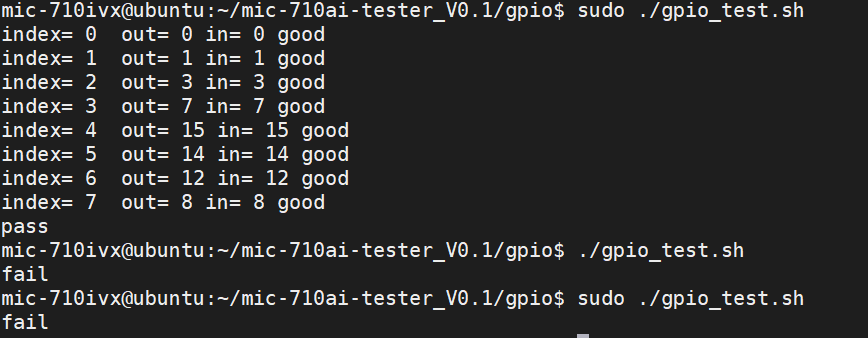 mic-710ivx@ubuntu:~/mic-710ai-tester_V0.1/gpio$ sudo ./gpio_test.sh
index= 0  out= 0 in= 0 good
index= 1  out= 1 in= 1 good
index= 2  out= 3 in= 3 good
index= 3  out= 7 in= 7 good
index= 4  out= 15 in= 15 good
index= 5  out= 14 in= 14 good
index= 6  out= 12 in= 12 good
index= 7  out= 8 in= 8 good
pass
mic-710ivx@ubuntu:~/mic-710ai-tester_V0.1/gpio$ ./gpio_test.sh
fail
mic-710ivx@ubuntu:~/mic-710ai-tester_V0.1/gpio$ sudo ./gpio_test.sh
fail